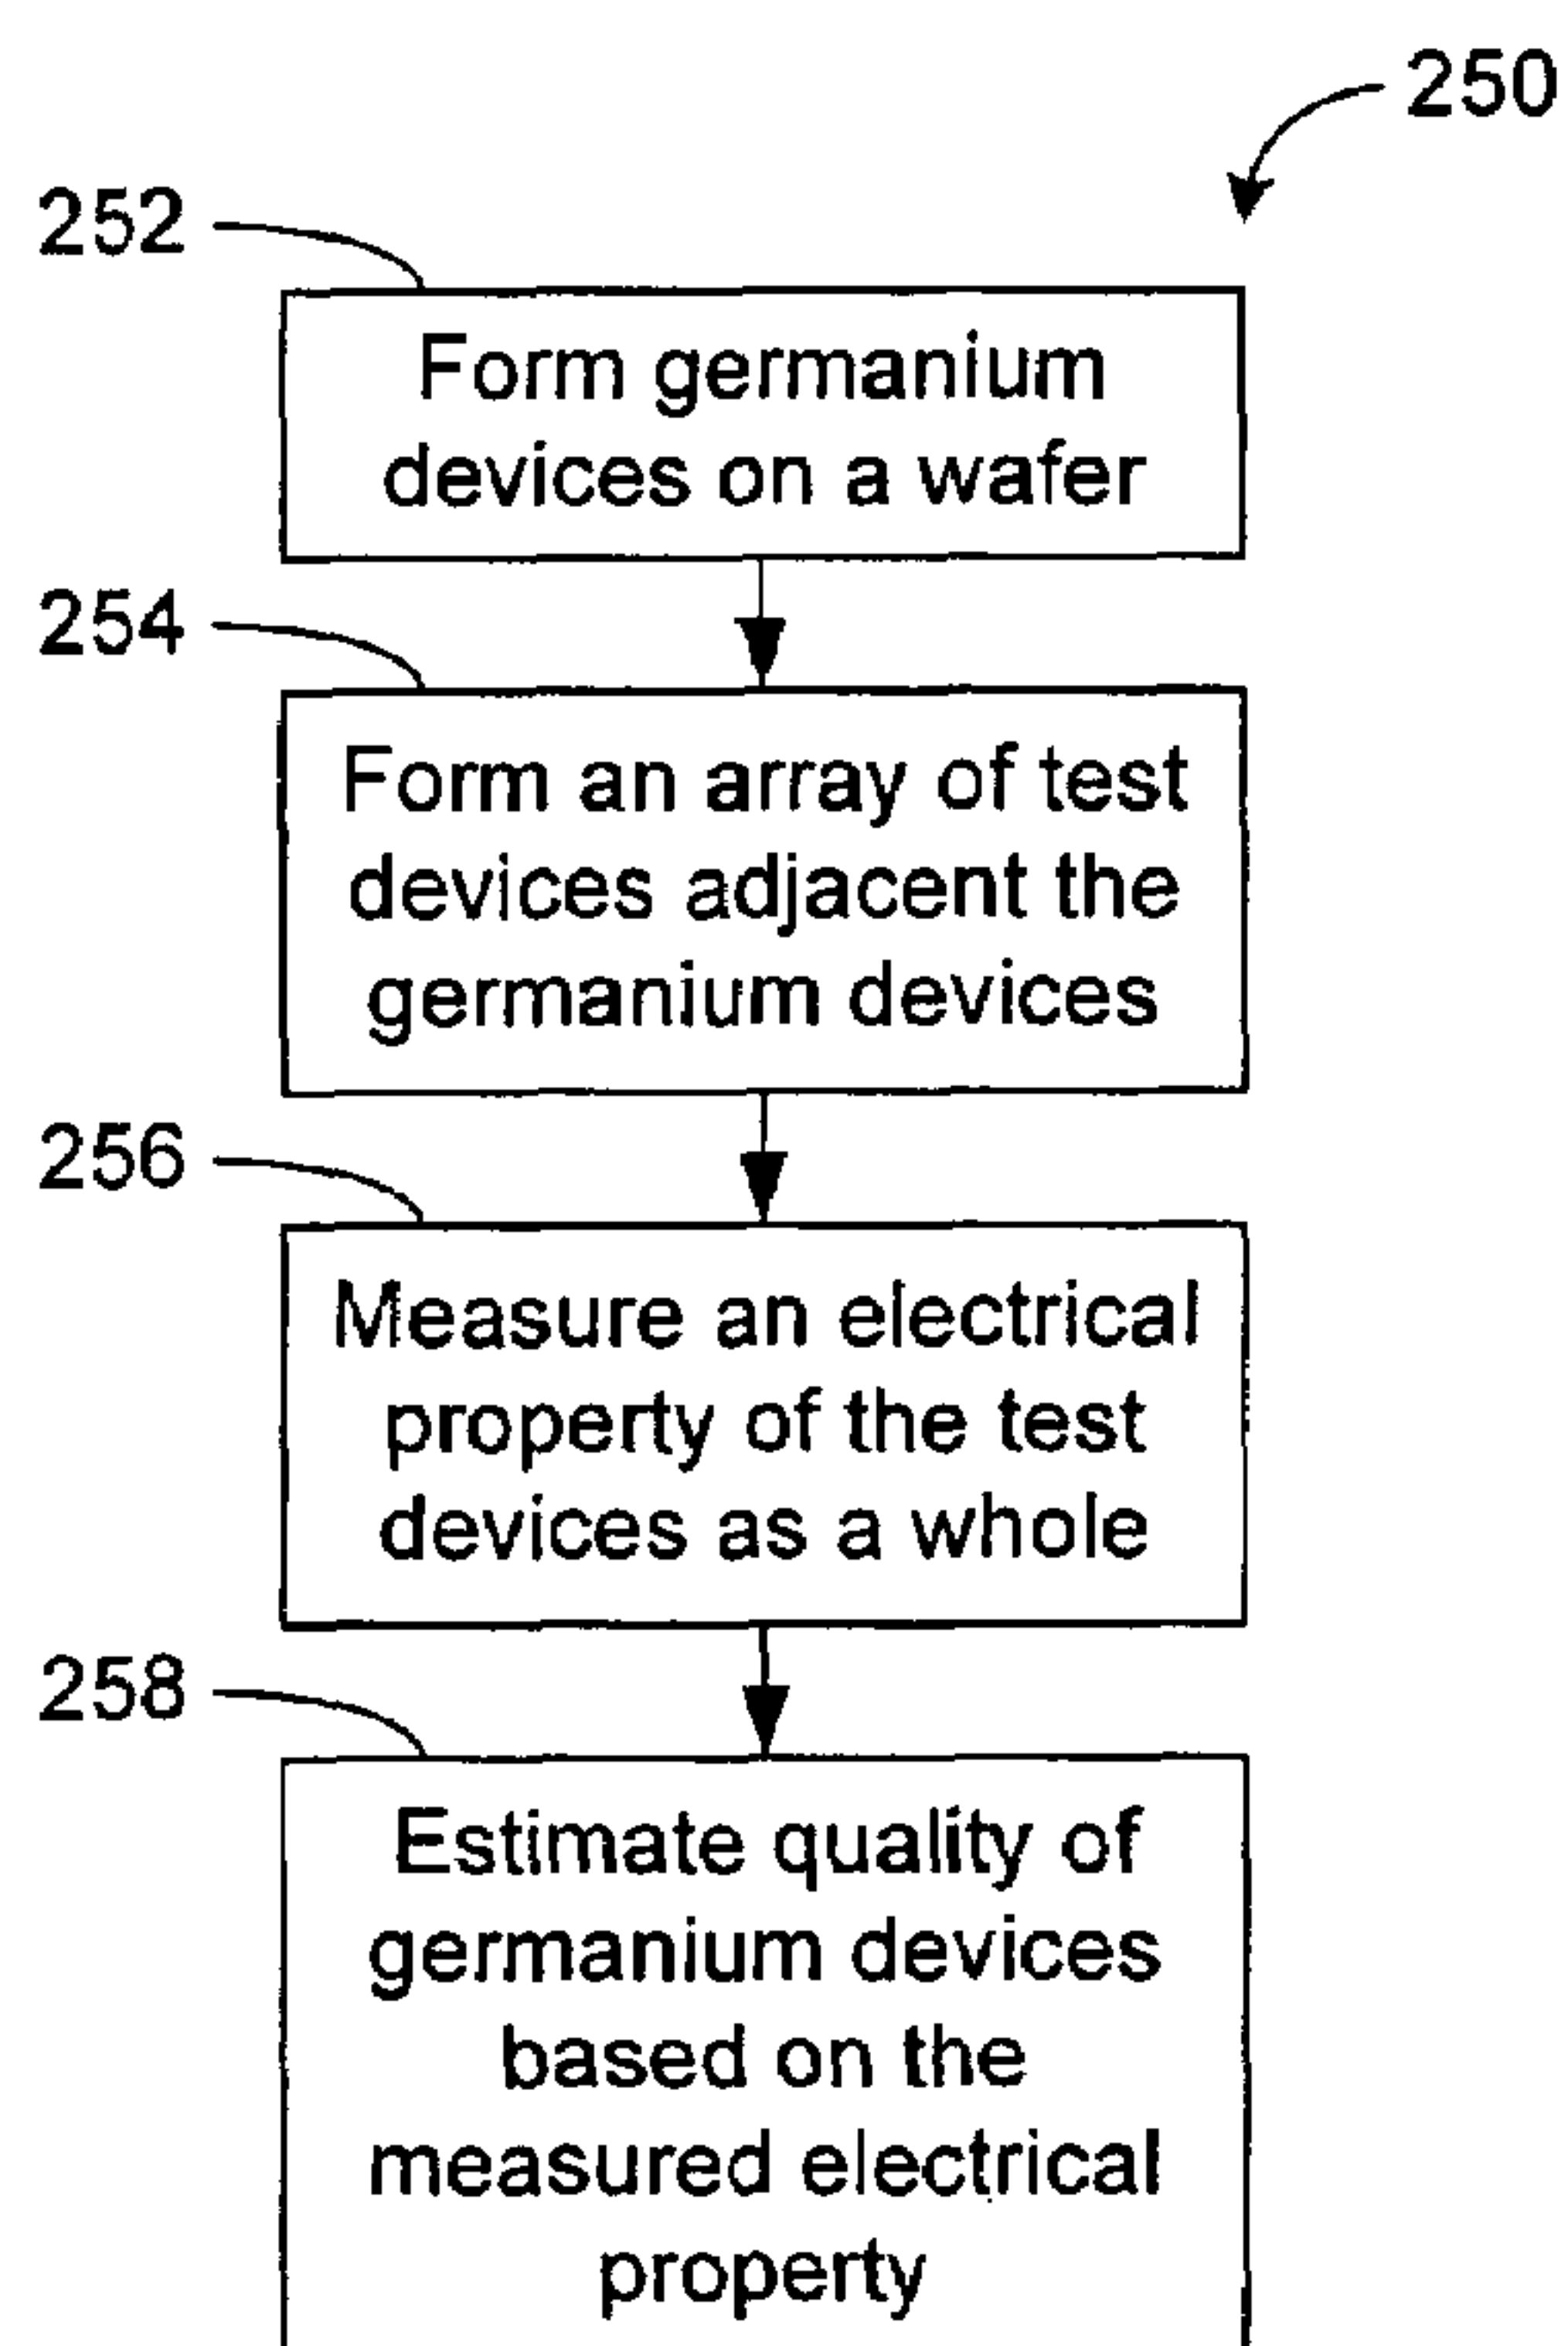 250
252
Form germanium
devices on a wafer
254
Form an array of test
devices adjacent the
germanium devices
256
Measure an electrical
property of the test
devices as a whole
258
Estimate quality of
germanium devices
based on the
measured electrical
property